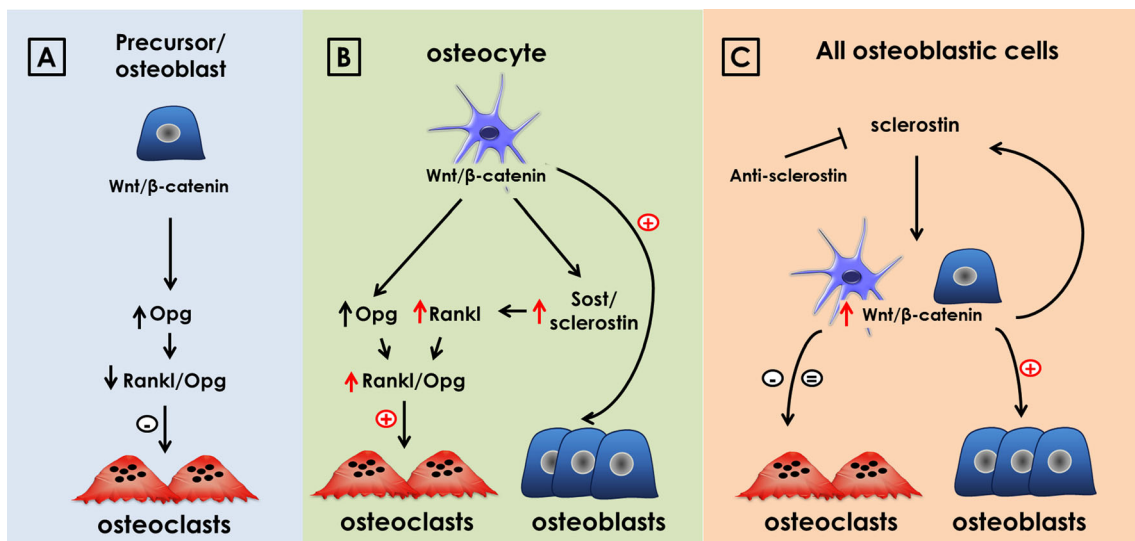 A
Precursor/
osteoblast
Wnt/β-catenin
↑Opg
↓ Rankl/Opg
-
osteoclasts
B
osteocyte
Wnt/β-catenin
+
↑Opg ↑Rankl ← ↑ Sost/
sclerostin
↑ Rankl/Opg
+
osteoclasts osteoblasts
C
All osteoblastic cells
sclerostin
Anti-sclerostin
↑ Wnt/β-catenin
- = +
osteoclasts osteoblasts